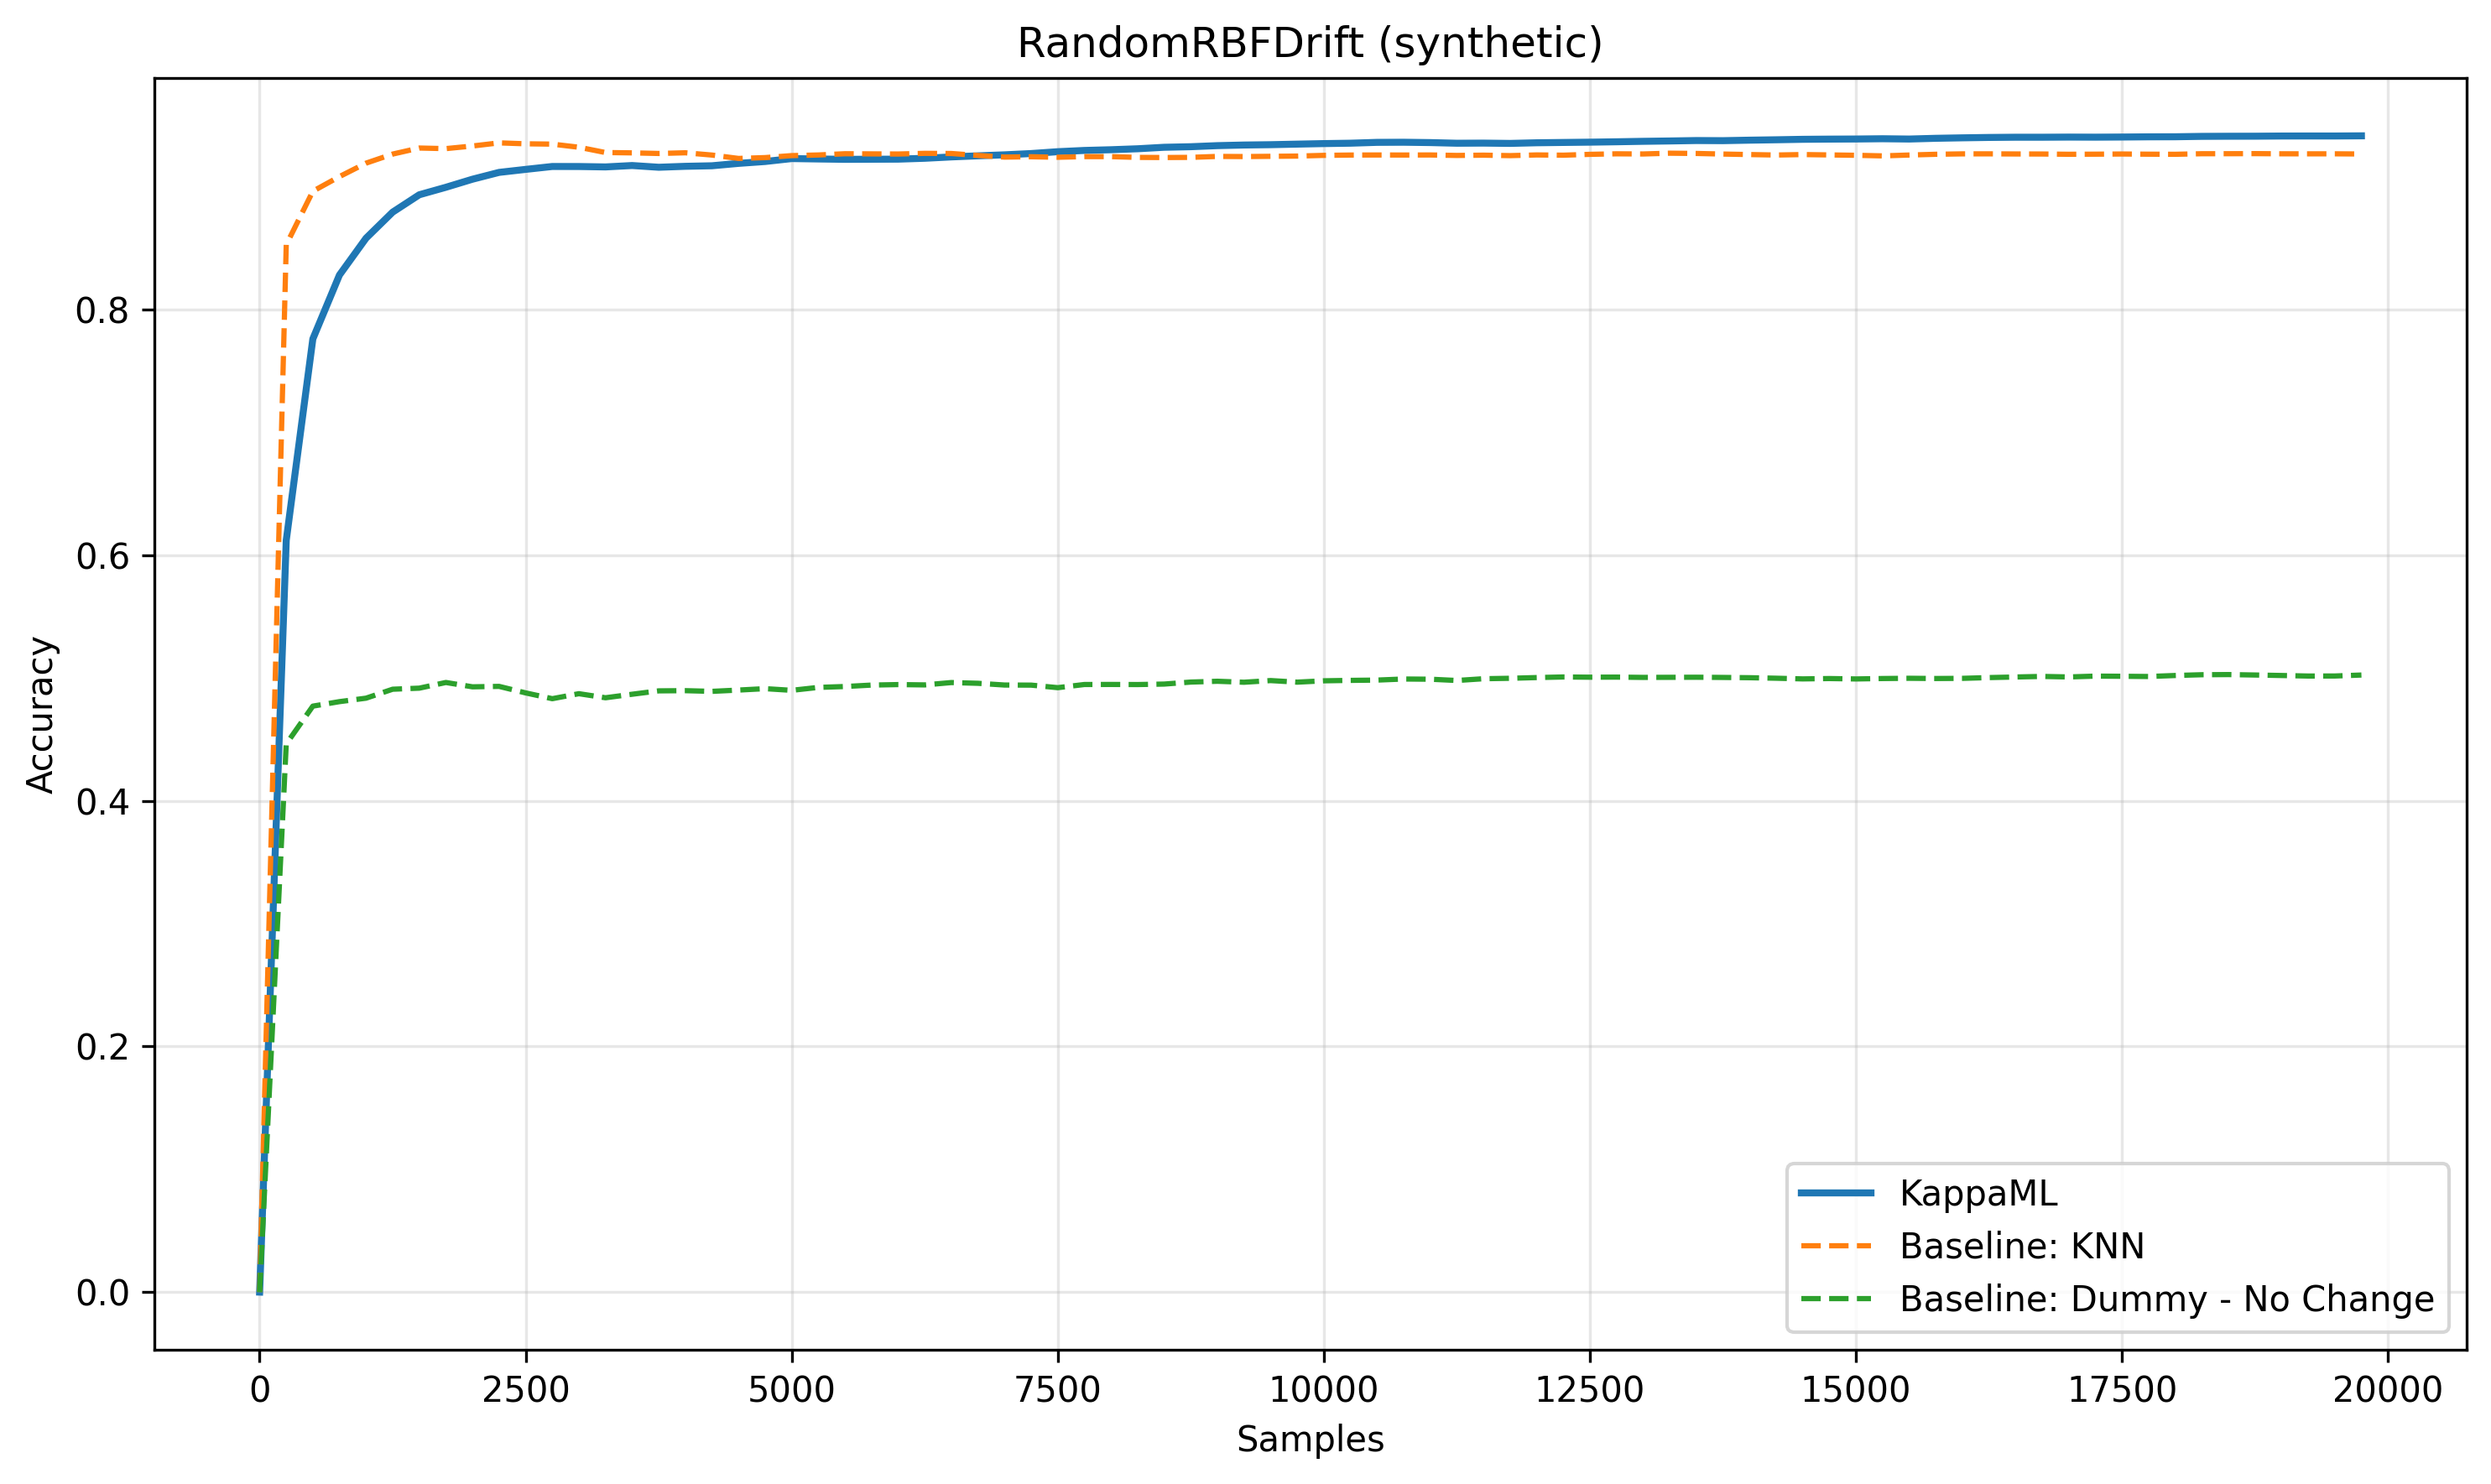 RandomRBFDrift (synthetic)
Accuracy
0.8
0.6
0.4
0.2
0.0
0 2500 5000 7500 10000 12500 15000 17500 20000
Samples
KappaML
Baseline: KNN
Baseline: Dummy - No Change